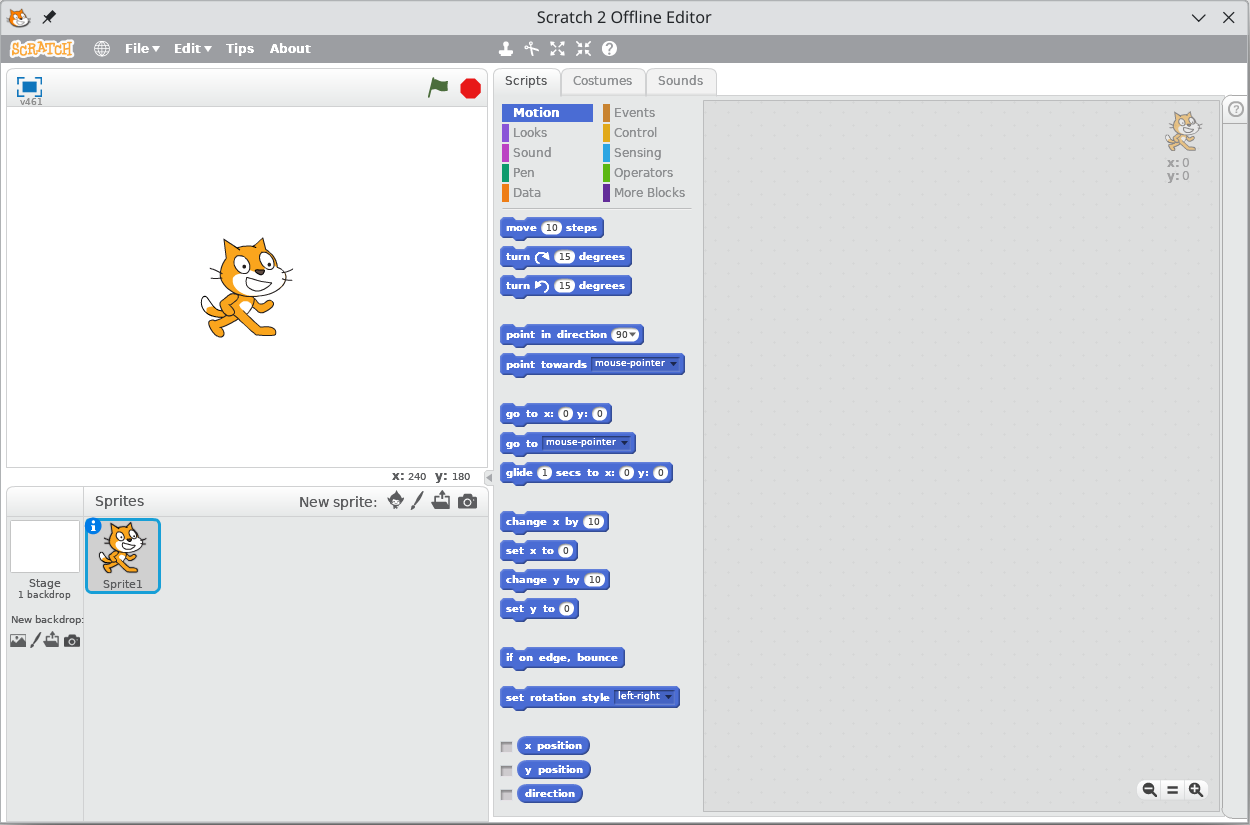 Scratch 2 Offline Editor
SCRATCH File Edit Tips About
v461
Scripts Costumes Sounds
Motion Events
Looks Control
Sound Sensing
Pen Operators
Data More Blocks
move 10 steps
turn 15 degrees
turn 15 degrees
point in direction 90
point towards mouse-pointer
go to x: 0 y: 0
go to mouse-pointer
glide 1 secs to x: 0 y: 0
change x by 10
set x to 0
change y by 10
set y to 0
if on edge, bounce
set rotation style left-right
x position
y position
direction
x: 0
y: 0
x: 240 y: 180
Sprites New sprite:
Stage
1 backdrop
New backdrop:
Sprite1